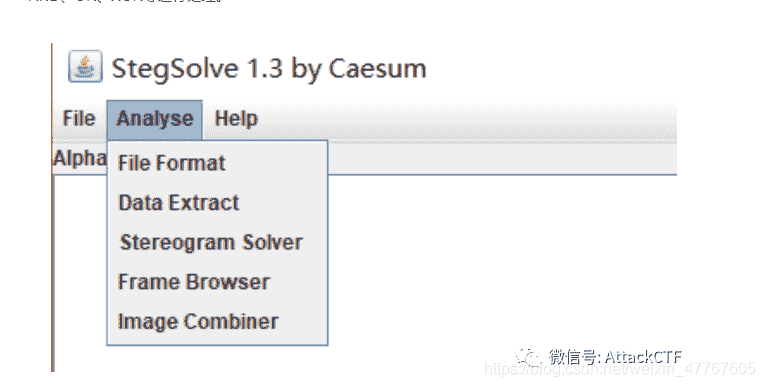 StegSolve 1.3 by Caesum
File Analyse Help
Alpha
File Format
Data Extract
Stereogram Solver
Frame Browser
Image Combiner
微信号: AttackCTF
https://blog.csdn.net/weixin_47767605